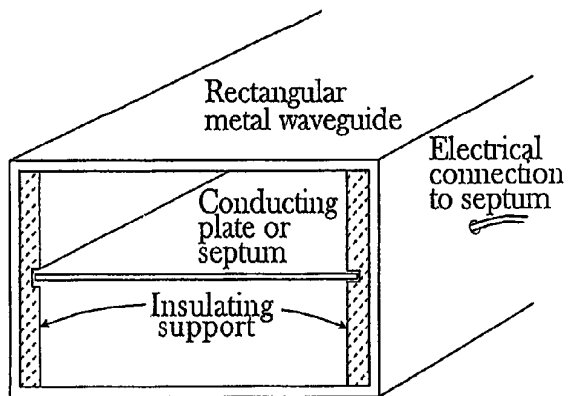 Rectangular
metal waveguide
Electrical
connection
to septum
Conducting
plate or
septum
Insulating
support